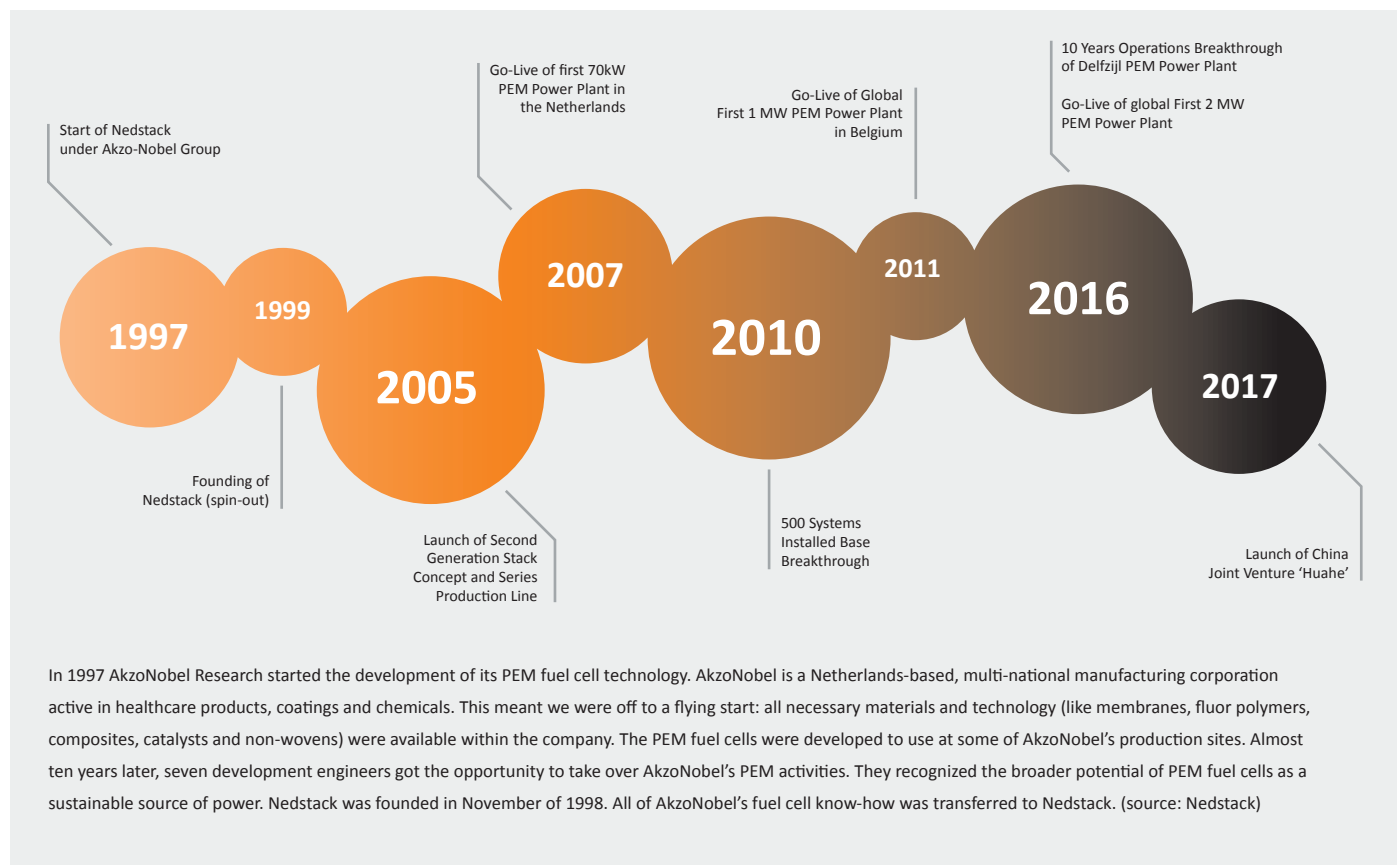 Start of Nedstack
under Akzo-Nobel Group
1997
1999
Founding of
Nedstack (spin-out)
2005
Launch of Second
Generation Stack
Concept and Series
Production Line
Go-Live of first 70kW
PEM Power Plant in
the Netherlands
2007
2010
500 Systems
Installed Base
Breakthrough
Go-Live of Global
First 1 MW PEM Power Plant
in Belgium
2011
10 Years Operations Breakthrough
of Delfzijl PEM Power Plant
Go-Live of global First 2 MW
PEM Power Plant
2016
2017
Launch of China
Joint Venture ‘Huahe’
In 1997 AkzoNobel Research started the development of its PEM fuel cell technology. AkzoNobel is a Netherlands-based, multi-national manufacturing corporation
active in healthcare products, coatings and chemicals. This meant we were off to a flying start: all necessary materials and technology (like membranes, fluor polymers,
composites, catalysts and non-wovens) were available within the company. The PEM fuel cells were developed to use at some of AkzoNobel’s production sites. Almost
ten years later, seven development engineers got the opportunity to take over AkzoNobel’s PEM activities. They recognized the broader potential of PEM fuel cells as a
sustainable source of power. Nedstack was founded in November of 1998. All of AkzoNobel’s fuel cell know-how was transferred to Nedstack. (source: Nedstack)